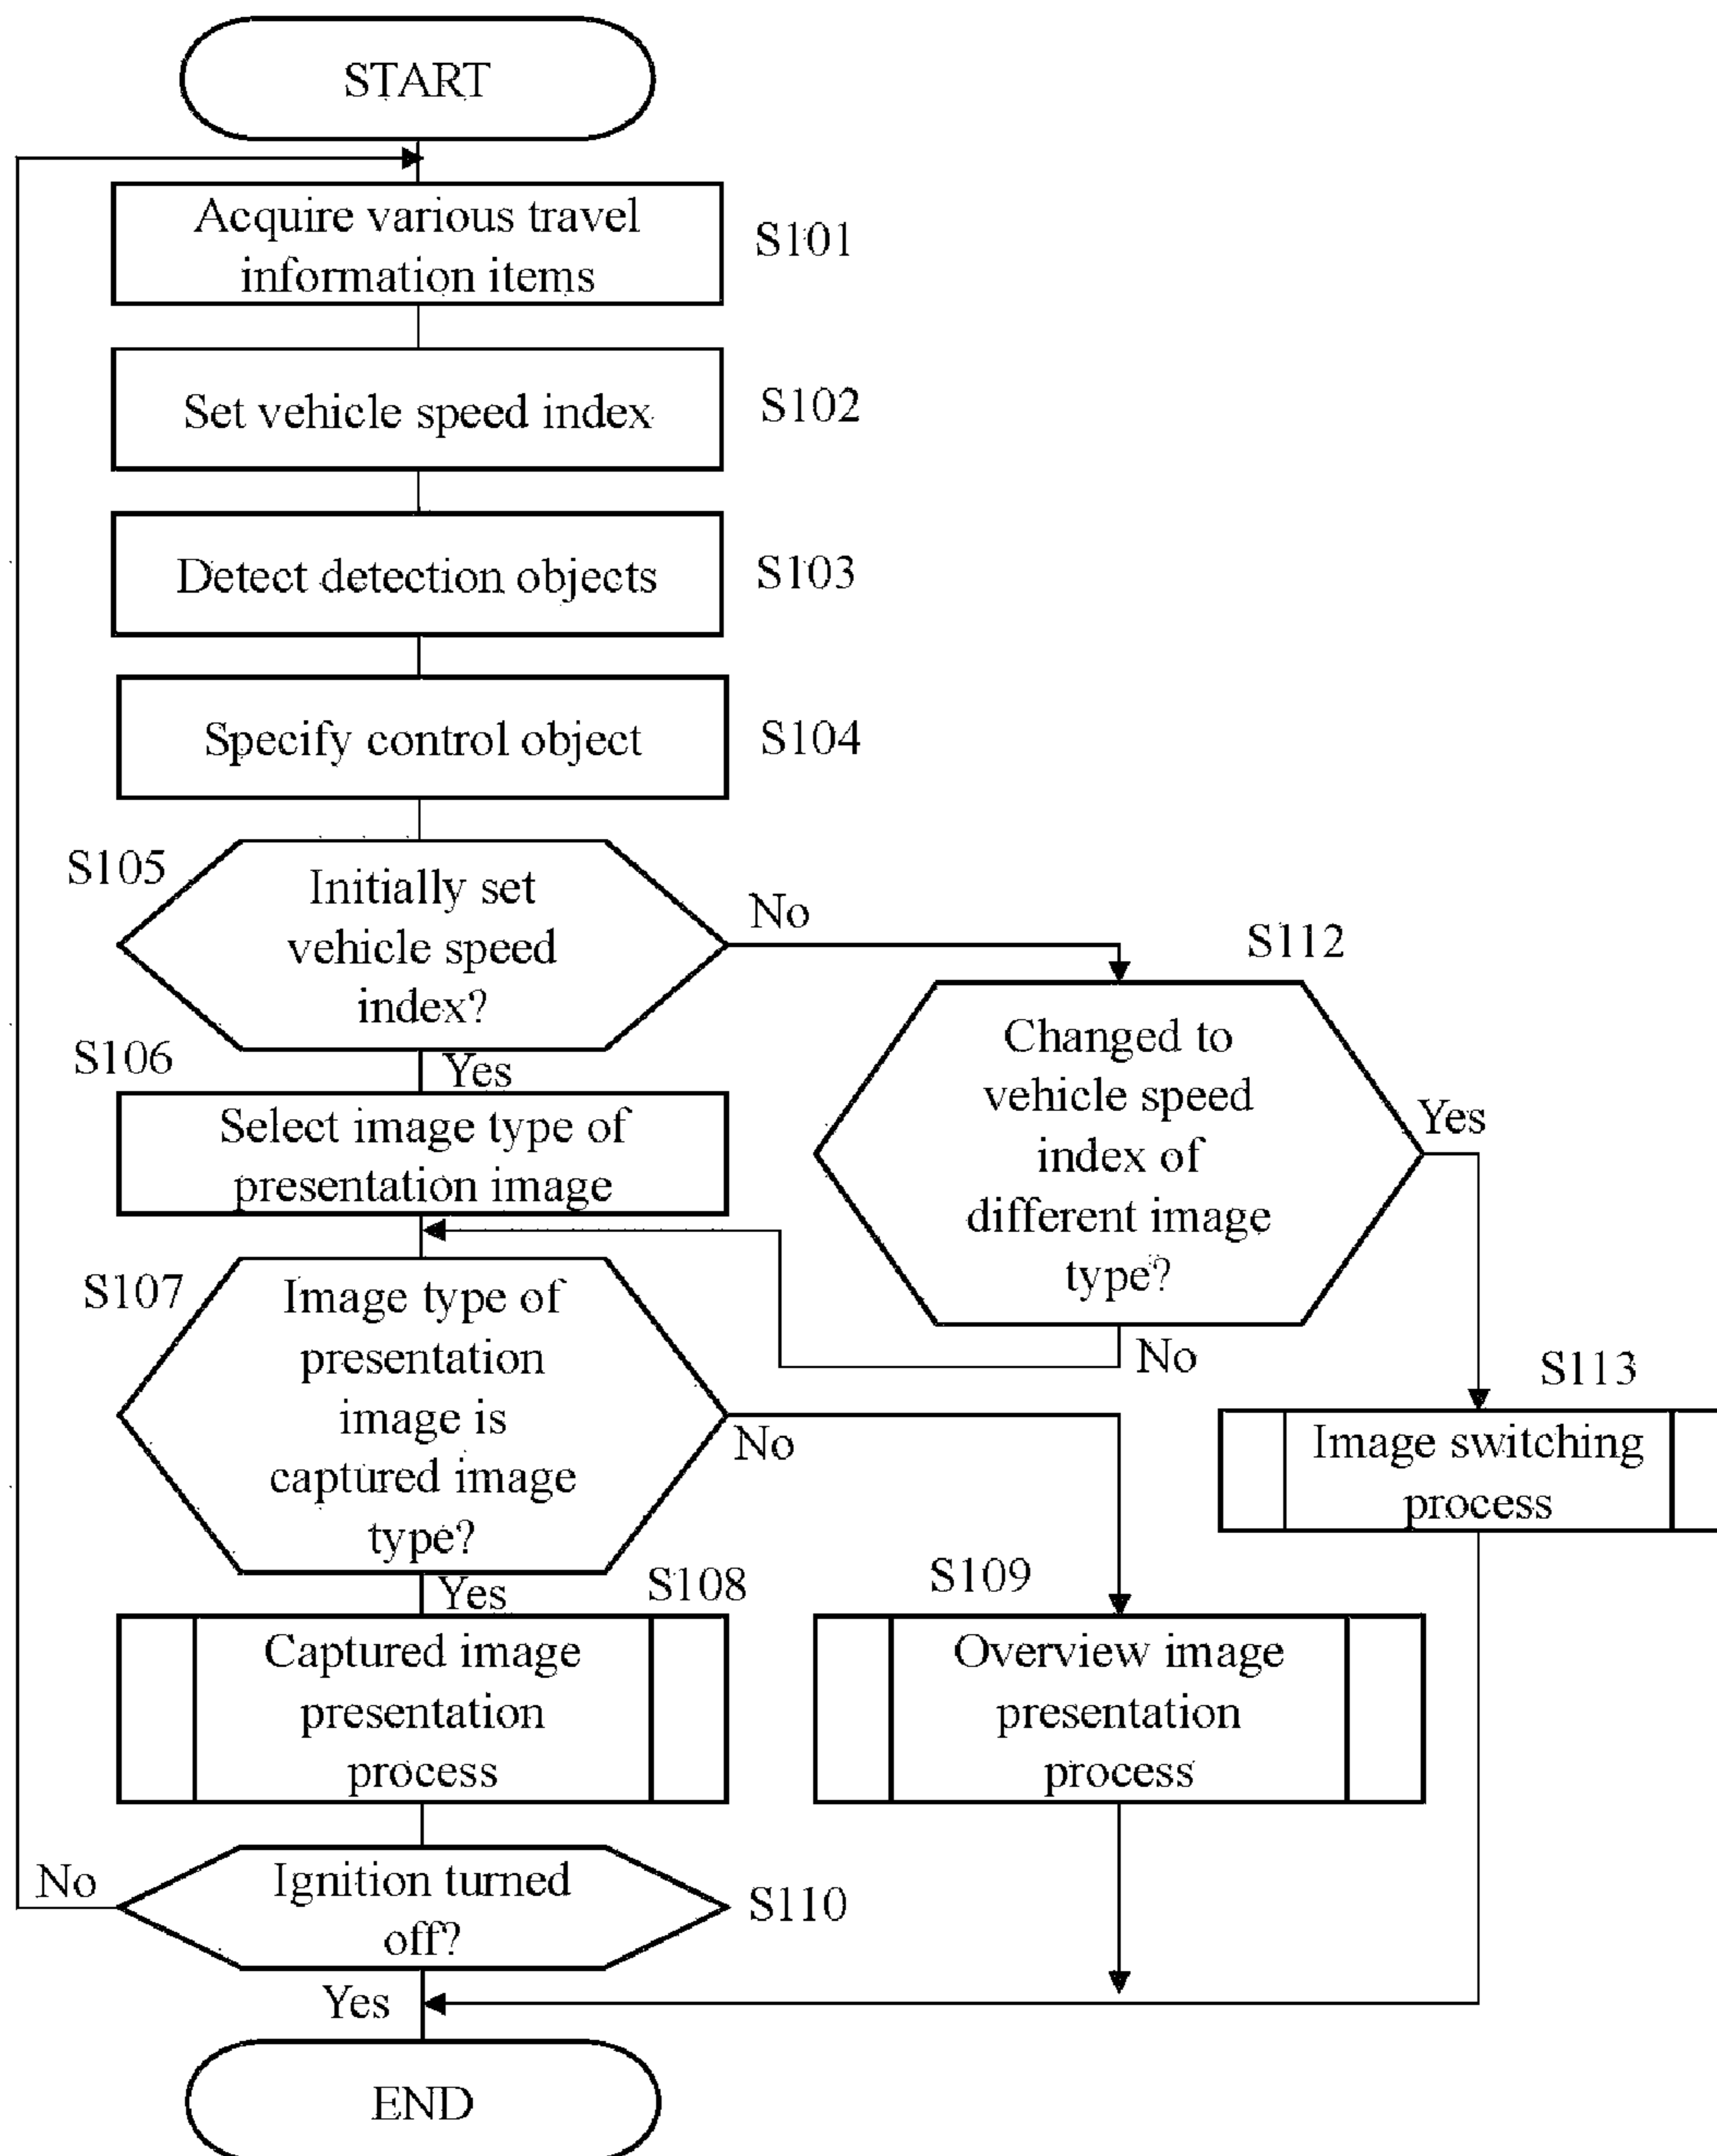 START
Acquire various travel
information items
S101
Set vehicle speed index
S102
Detect detection objects
S103
Specify control object
S104
S105
Initially set
vehicle speed
index?
No
S112
Changed to
vehicle speed
index of
different image
type?
Yes
No
S106
Yes
Select image type of
presentation image
S107
Image type of
presentation
image is
captured image
type?
No
S113
Image switching
process
Yes
S108
Captured image
presentation
process
S109
Overview image
presentation
process
No
Ignition turned
off?
S110
Yes
END